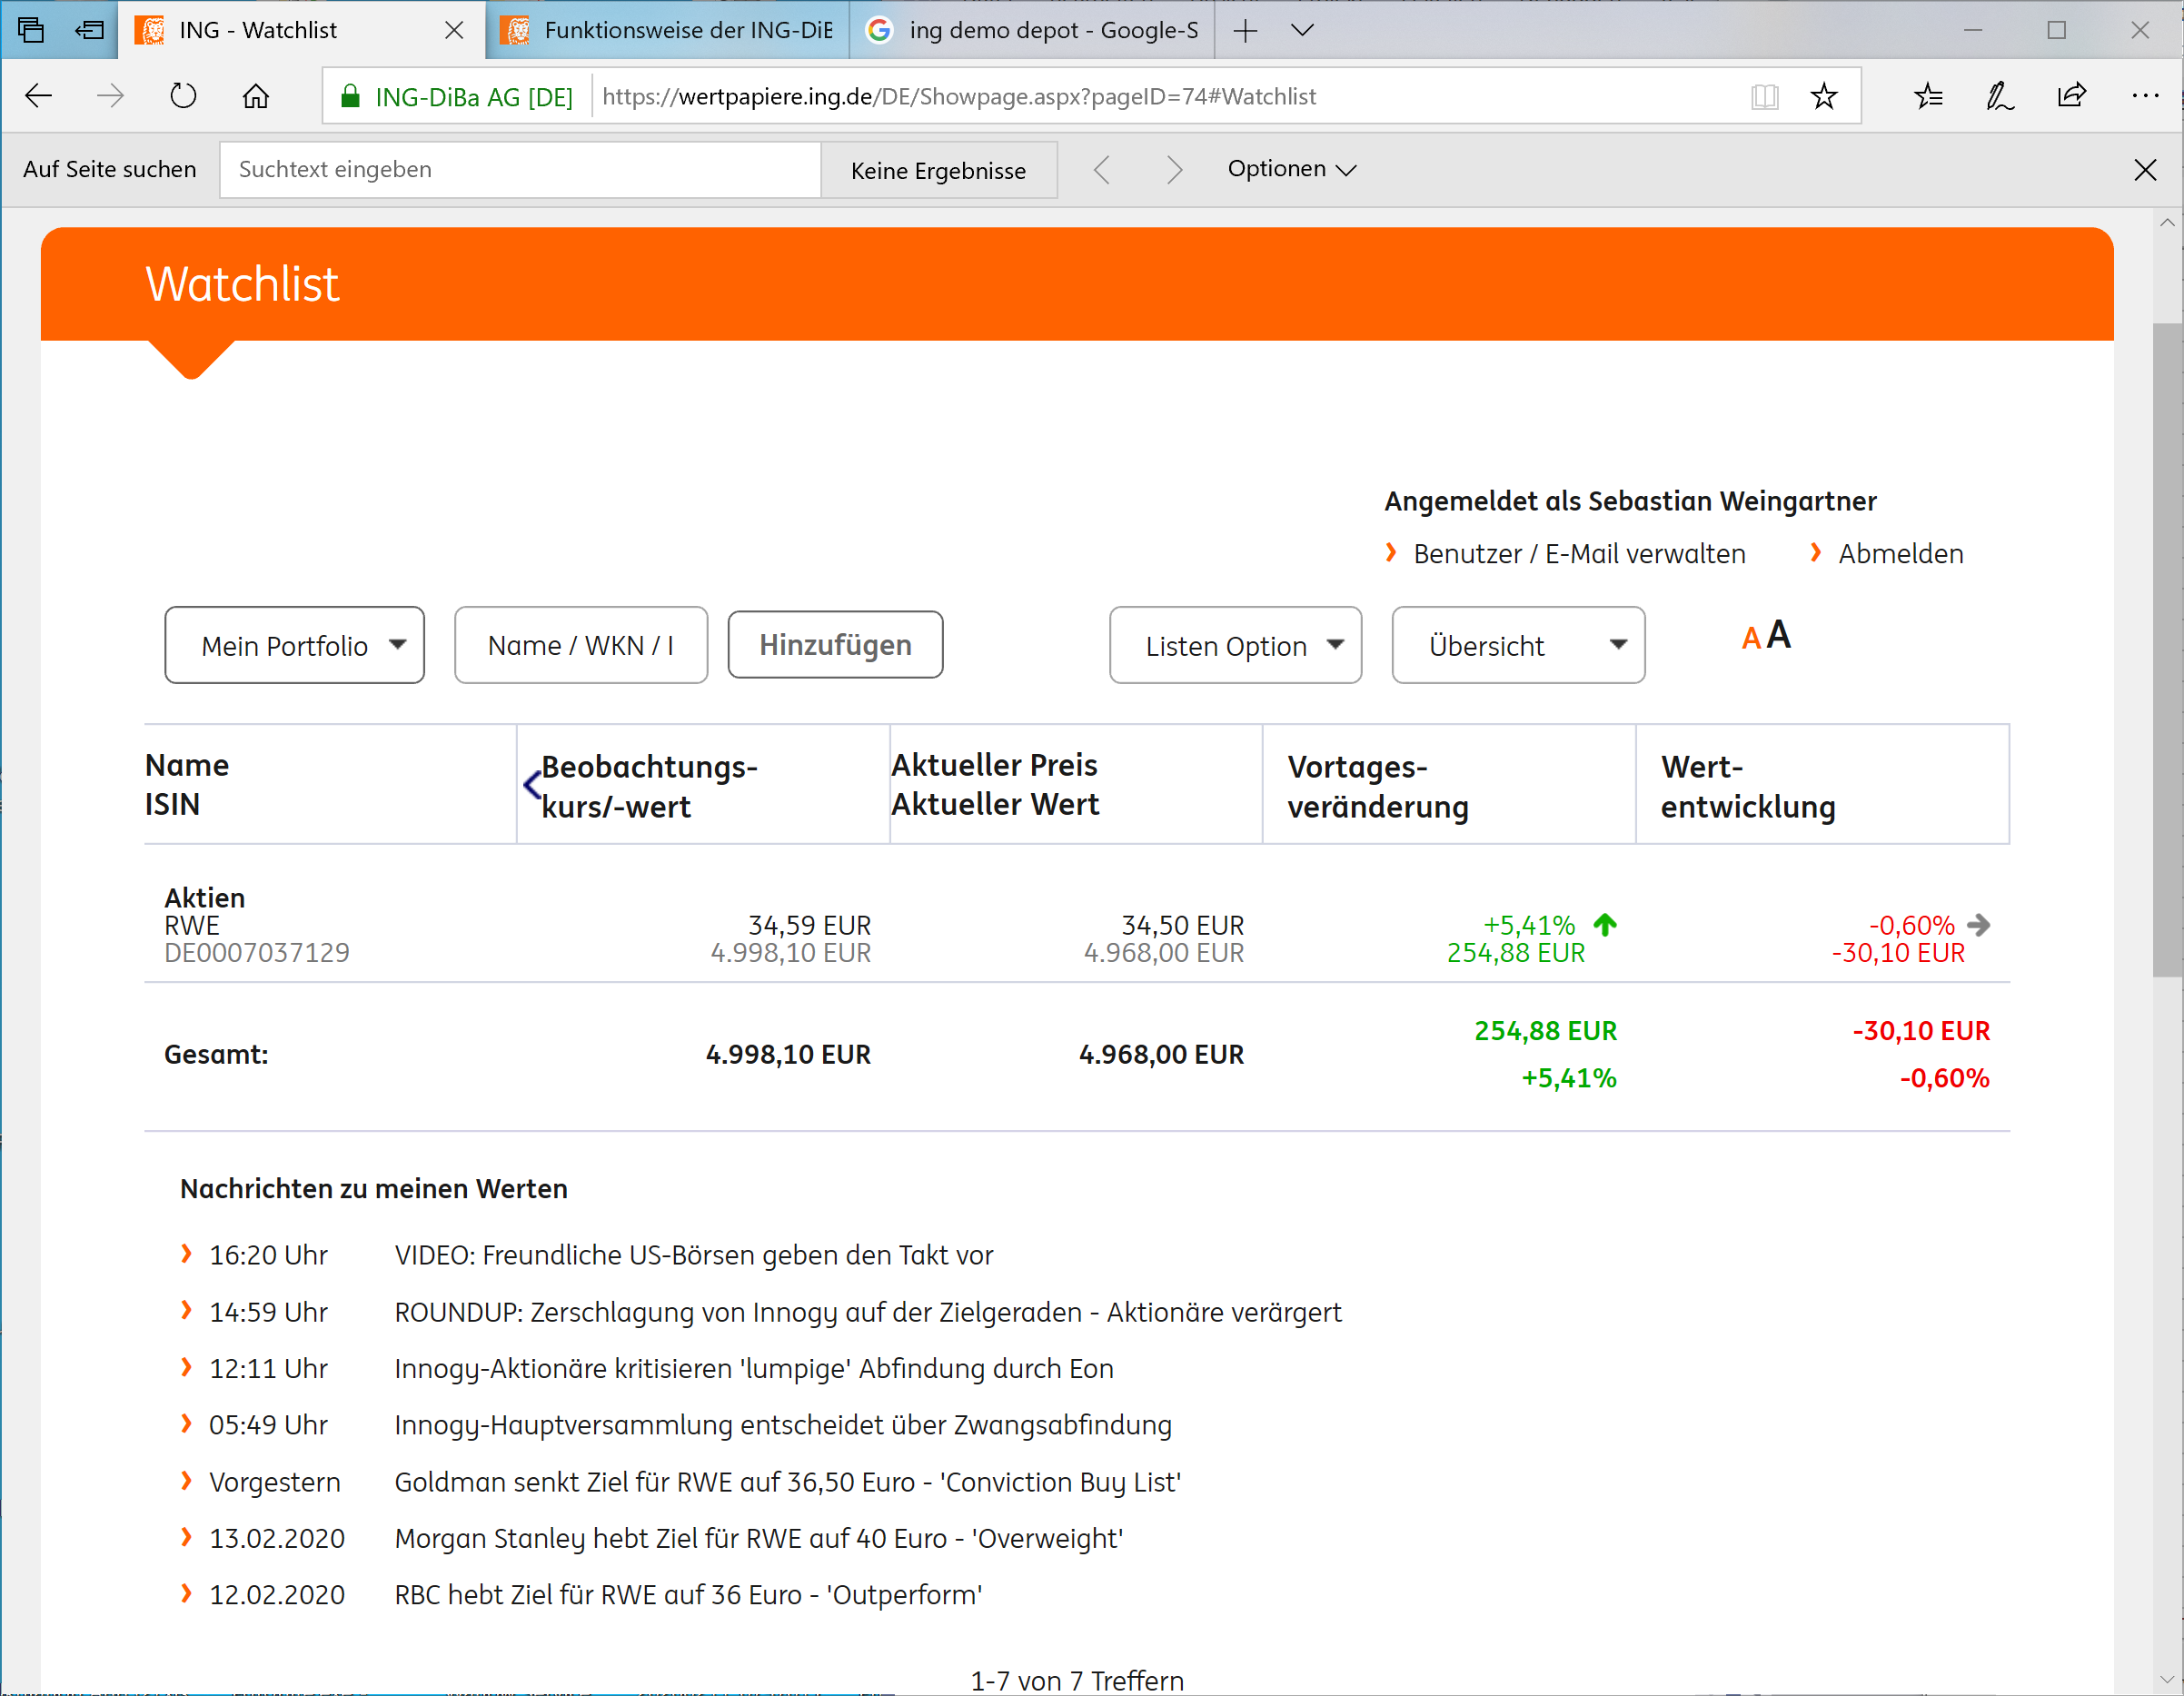 ING - Watchlist
Funktionsweise der ING-DiE
ing demo depot - Google-S
ING-DiBa AG [DE]
https://wertpapiere.ing.de/DE/Showpage.aspx?pageID=74#Watchlist
Auf Seite suchen
Suchtext eingeben
Keine Ergebnisse
Optionen
Watchlist
Angemeldet als Sebastian Weingartner
Benutzer / E-Mail verwalten
Abmelden
Mein Portfolio
Name / WKN / I
Hinzufügen
Listen Option
Übersicht
A A
Name
ISIN
Beobachtungs-
kurs/-wert
Aktueller Preis
Aktueller Wert
Vortages-
veränderung
Wert-
entwicklung
Aktien
RWE 34,59 EUR 34,50 EUR +5,41% -0,60%
DE0007037129 4.998,10 EUR 4.968,00 EUR 254,88 EUR -30,10 EUR
Gesamt: 4.998,10 EUR 4.968,00 EUR
254,88 EUR -30,10 EUR
+5,41% -0,60%
Nachrichten zu meinen Werten
16:20 Uhr VIDEO: Freundliche US-Börsen geben den Takt vor
14:59 Uhr ROUNDUP: Zerschlagung von Innogy auf der Zielgeraden - Aktionäre verärgert
12:11 Uhr Innogy-Aktionäre kritisieren 'lumpige' Abfindung durch Eon
05:49 Uhr Innogy-Hauptversammlung entscheidet über Zwangsabfindung
Vorgestern Goldman senkt Ziel für RWE auf 36,50 Euro - 'Conviction Buy List'
13.02.2020 Morgan Stanley hebt Ziel für RWE auf 40 Euro - 'Overweight'
12.02.2020 RBC hebt Ziel für RWE auf 36 Euro - 'Outperform'
1-7 von 7 Treffern